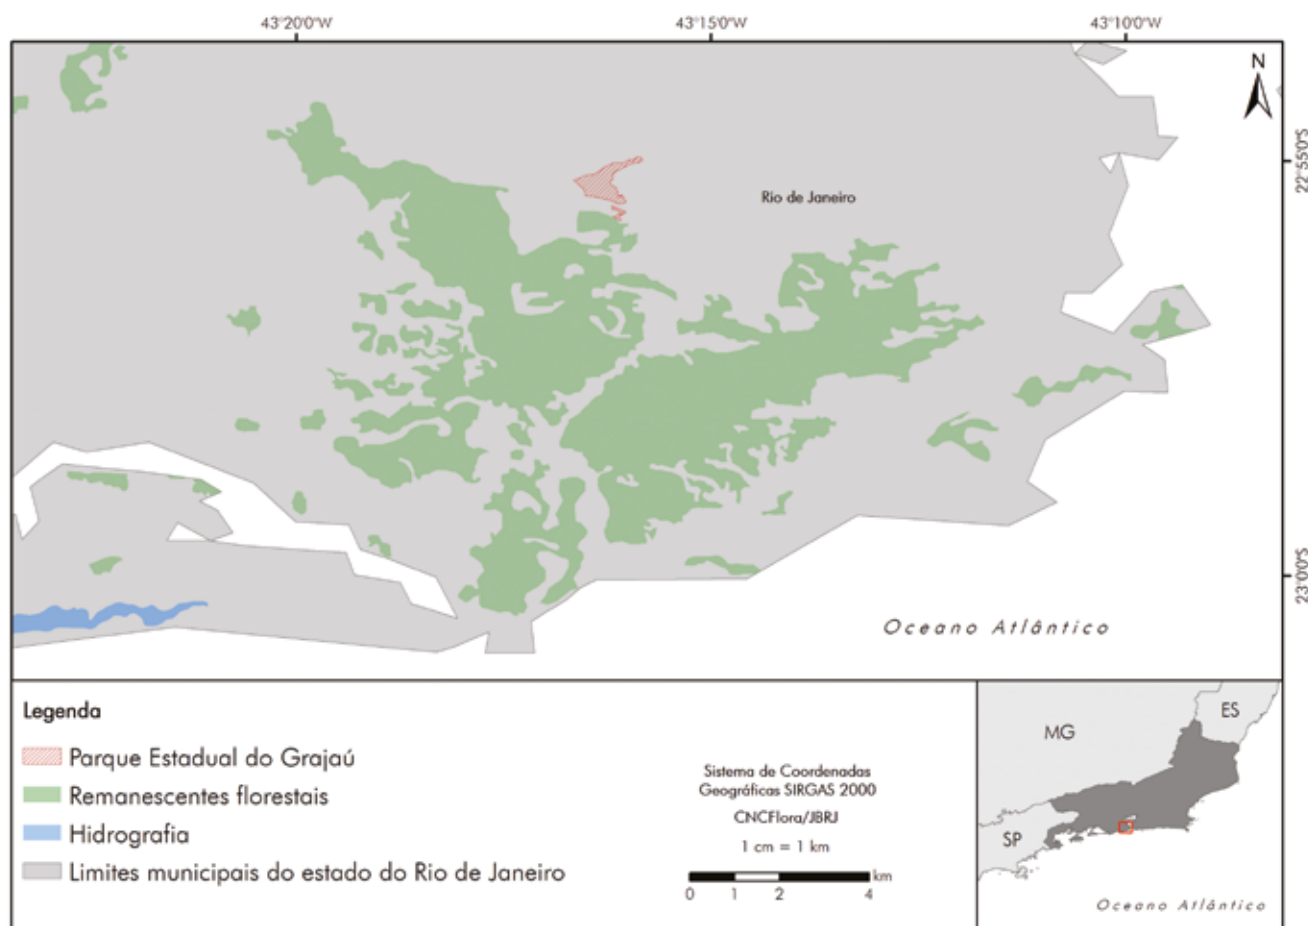 43°20'0"W
43°15'0"W
43°10'0"W
N
22°55'S
Rio de Janeiro
23°0'0"S
Oceano Atlântico
Legenda
Parque Estadual do Grajaú
Remanescentes florestais
Hidrografia
Limites municipais do estado do Rio de Janeiro
Sistema de Coordenadas
Geográficas SIRGAS 2000
CNCFlora/JBRJ
1 cm = 1 km
km
0 1 2 4
MG
ES
SP
Oceano Atlântico